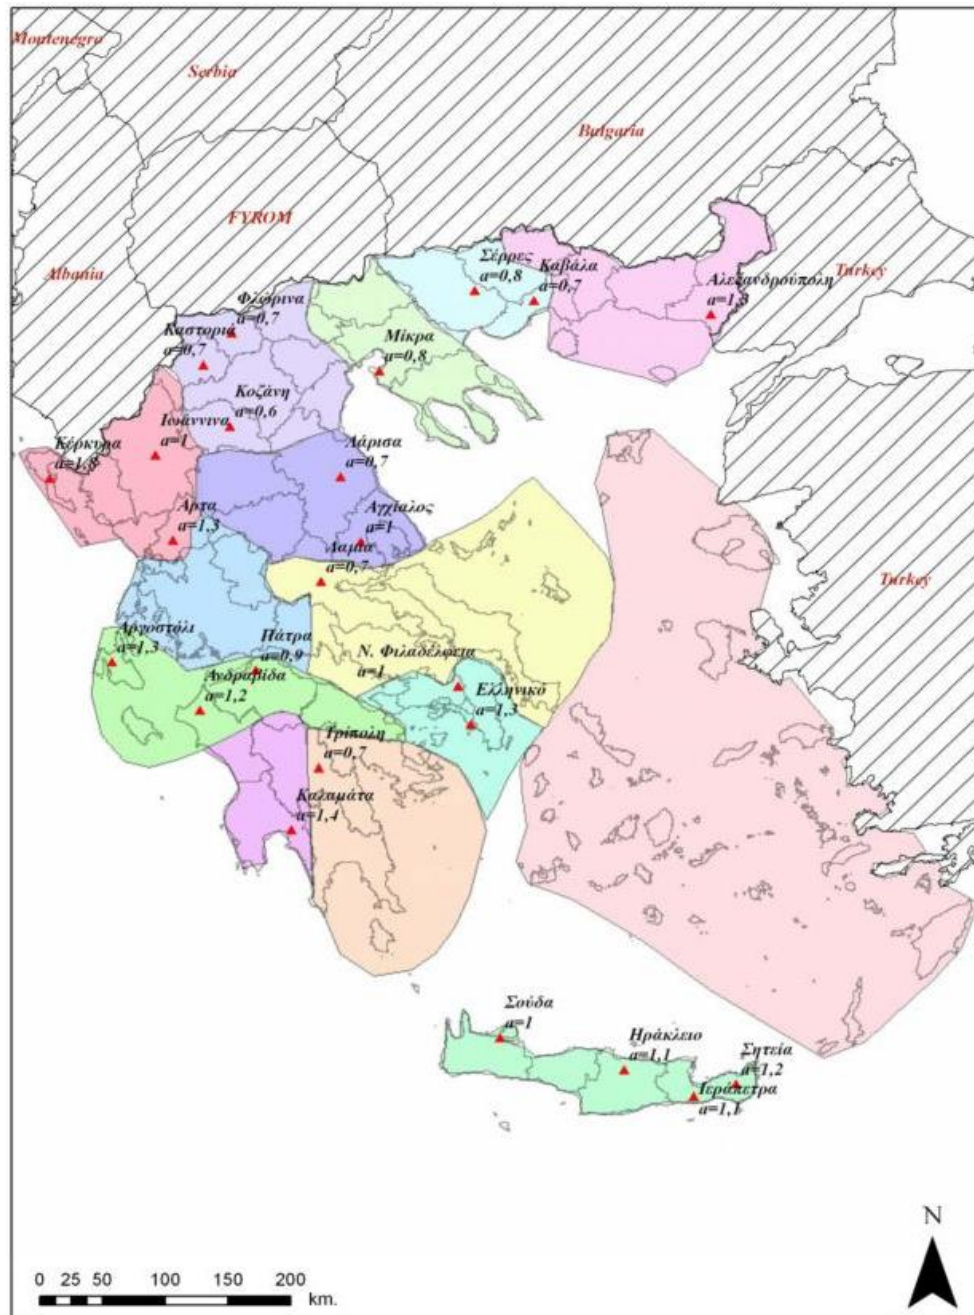 Montenegro
Serbia
Bulgaria
FYROM
Albania
Turkey
Σέρρες
a=0,8
Καβάλα
a=0,7
Αλεξανδρούπολη
a=1,3
Φλώρινα
a=0,7
Καστοριά
a=0,7
Μίκρα
a=0,8
Κοζάνη
a=0,6
Ιωάννινα
a=1
Κέρκυρα
a=1,8
Λάρισα
a=0,7
Άρτα
a=1,3
Αγχίαλος
a=1
Λαμία
a=0,7
Turkey
Αργοστόλι
a=1,3
Πάτρα
a=0,9
Ν. Φιλαδέλφεια
a=1
Ανδραβίδα
a=1,2
Ελληνικό
a=1,3
Τρίπολη
a=0,7
Καλαμάτα
a=1,4
Σούδα
a=1
Ηράκλειο
a=1,1
Σητεία
a=1,2
Ιεράπετρα
a=1,1
N
0 25 50 100 150 200
km.